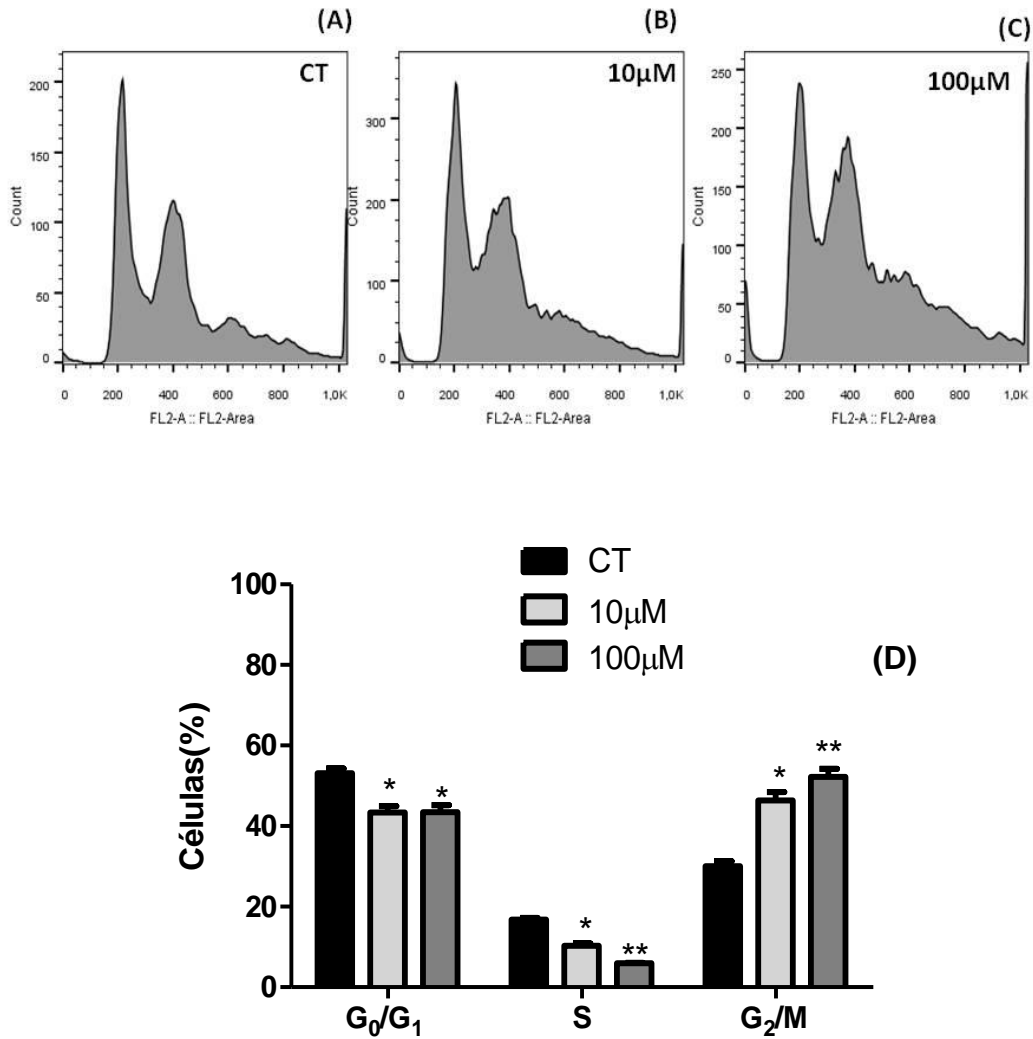 (A)
(B)
(C)
CT
10µM
100µM
200
150
100
50
0
Count
0 200 400 600 800 1,0K
FL2-A :: FL2-Area
300
200
100
0
Count
0 200 400 600 800 1,0K
FL2-A :: FL2-Area
250
200
150
100
50
0
Count
0 200 400 600 800 1,0K
FL2-A :: FL2-Area
CT
10µM
100µM
(D)
100
80
60
40
20
0
Células(%)
* *
* **
* **
G₀/G₁ S G₂/M